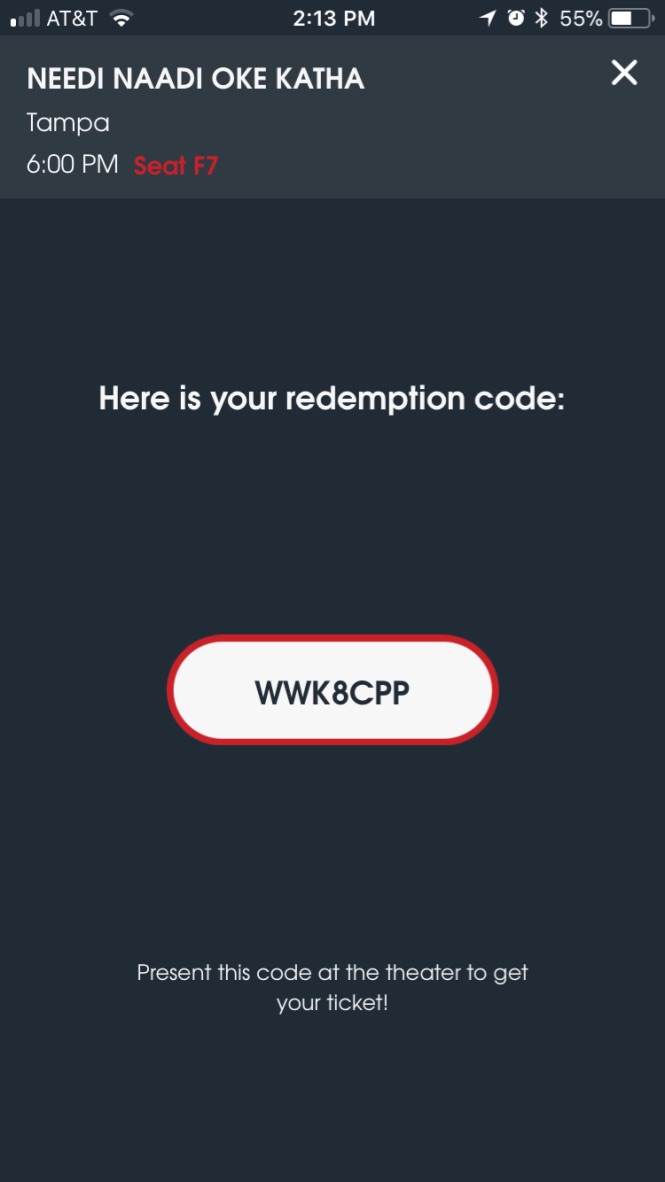 AT&T 2:13 PM 55%
NEEDI NAADI OKE KATHA
Tampa
6:00 PM Seat F7
Here is your redemption code:
WWK8CPP
Present this code at the theater to get
your ticket!